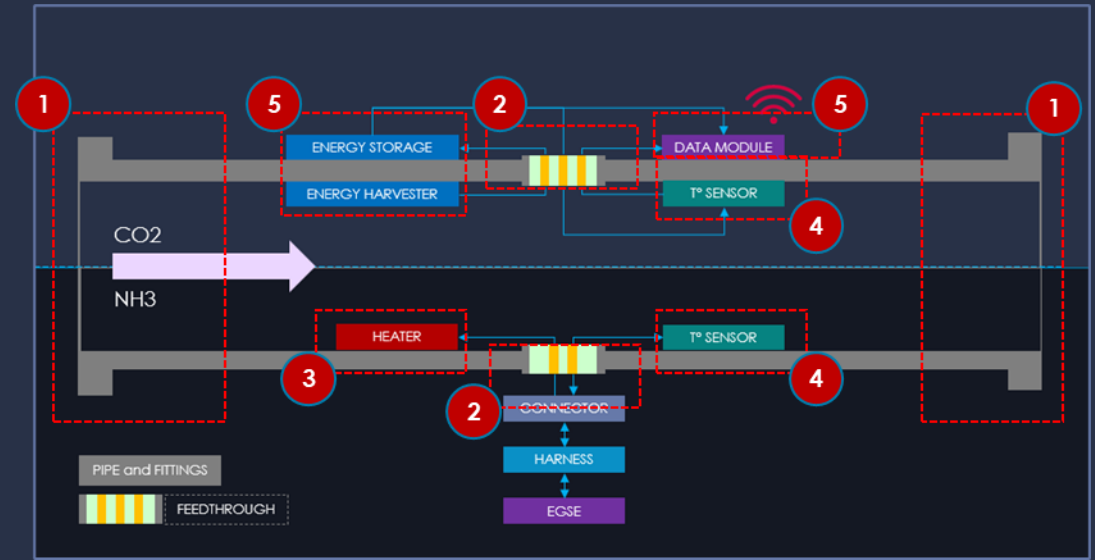 1
5
2
5
1
ENERGY STORAGE
DATA MODULE
ENERGY HARVESTER
T° SENSOR
4
CO2
NH3
HEATER
T° SENSOR
3
4
2
CONNECTOR
HARNESS
EGSE
PIPE and FITTINGS
FEEDTHROUGH